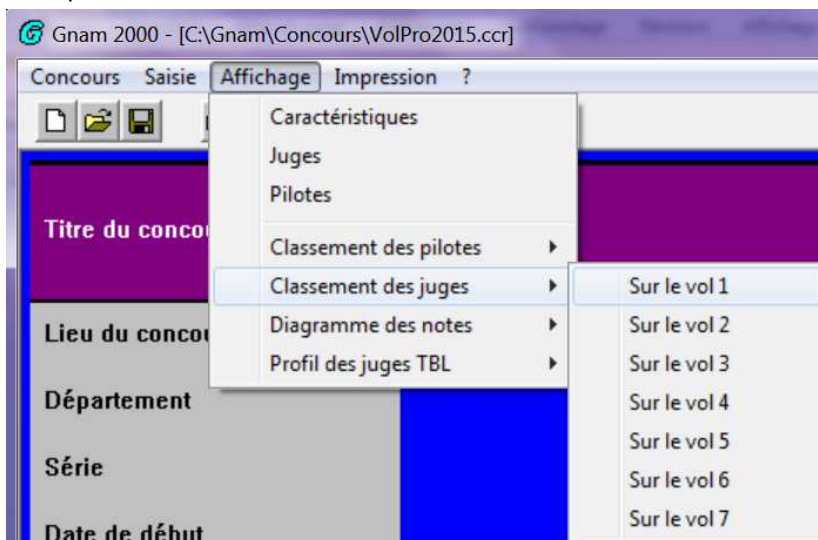 Gnam 2000 - [C:\Gnam\Concours\VolPro2015.ccr]
Concours Saisie Affichage Impression ?
Caractéristiques
Juges
Pilotes
Titre du concou
Classement des pilotes
Classement des juges
Sur le vol 1
Lieu du concou
Diagramme des notes
Sur le vol 2
Profil des juges TBL
Sur le vol 3
Département
Sur le vol 4
Sur le vol 5
Série
Sur le vol 6
Sur le vol 7
Date de début